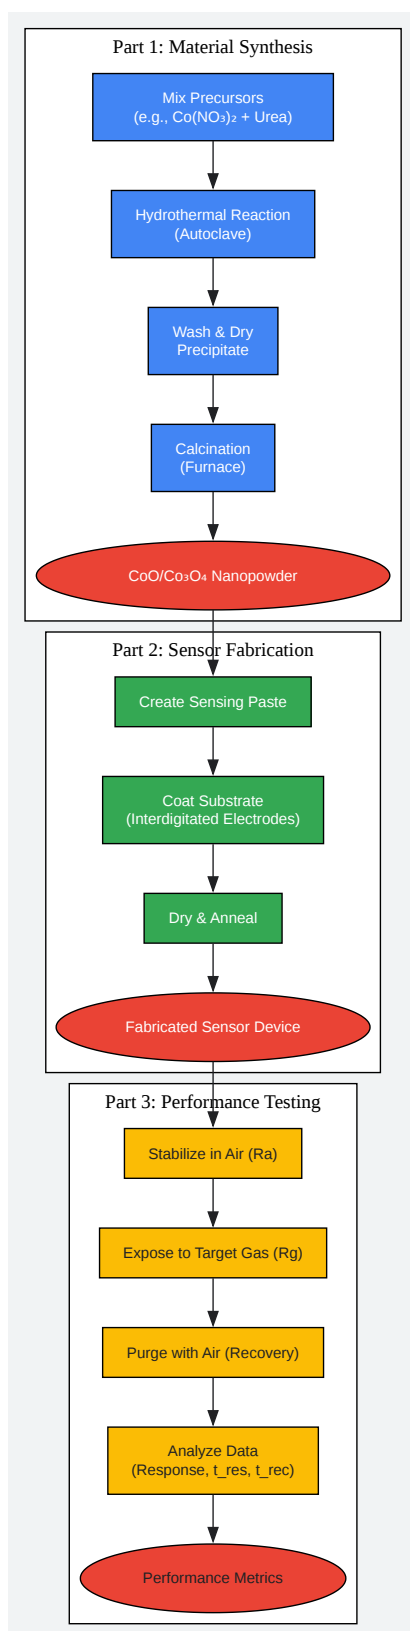 Part 1: Material Synthesis
Mix Precursors
(e.g., Co(NO₃)₂ + Urea)
Hydrothermal Reaction
(Autoclave)
Wash & Dry
Precipitate
Calcination
(Furnace)
CoO/Co₃O₄ Nanopowder
Part 2: Sensor Fabrication
Create Sensing Paste
Coat Substrate
(Interdigitated Electrodes)
Dry & Anneal
Fabricated Sensor Device
Part 3: Performance Testing
Stabilize in Air (Ra)
Expose to Target Gas (Rg)
Purge with Air (Recovery)
Analyze Data
(Response, t_res, t_rec)
Performance Metrics